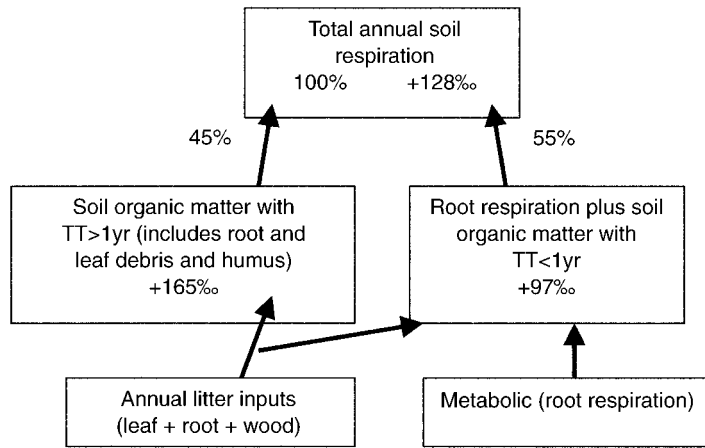 Total annual soil
respiration
100% +128‰
45%
55%
Soil organic matter with
TT>1yr (includes root and
leaf debris and humus)
+165‰
Root respiration plus soil
organic matter with
TT<1yr
+97‰
Annual litter inputs
(leaf + root + wood)
Metabolic (root respiration)